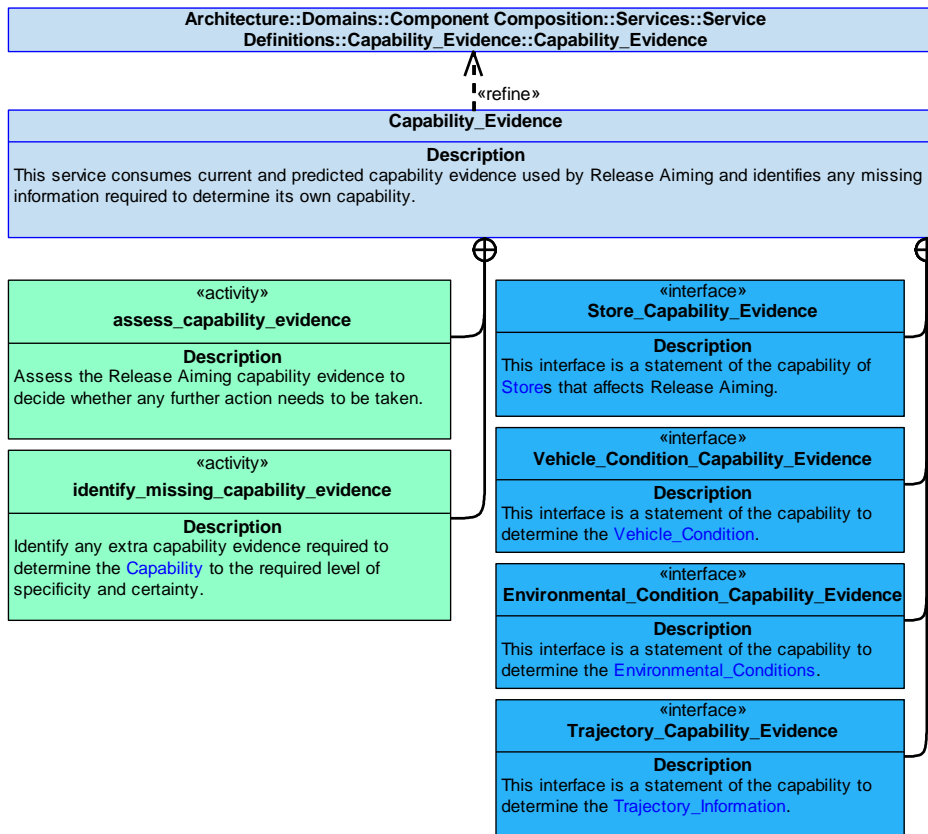 Architecture::Domains::Component Composition::Services::Service
Definitions::Capability_Evidence::Capability_Evidence
«refine»
Capability_Evidence
Description
This service consumes current and predicted capability evidence used by Release Aiming and identifies any missing
information required to determine its own capability.
«activity»
assess_capability_evidence
Description
Assess the Release Aiming capability evidence to
decide whether any further action needs to be taken.
«activity»
identify_missing_capability_evidence
Description
Identify any extra capability evidence required to
determine the Capability to the required level of
specificity and certainty.
«interface»
Store_Capability_Evidence
Description
This interface is a statement of the capability of
Stores that affects Release Aiming.
«interface»
Vehicle_Condition_Capability_Evidence
Description
This interface is a statement of the capability to
determine the Vehicle_Condition.
«interface»
Environmental_Condition_Capability_Evidence
Description
This interface is a statement of the capability to
determine the Environmental_Conditions.
«interface»
Trajectory_Capability_Evidence
Description
This interface is a statement of the capability to
determine the Trajectory_Information.